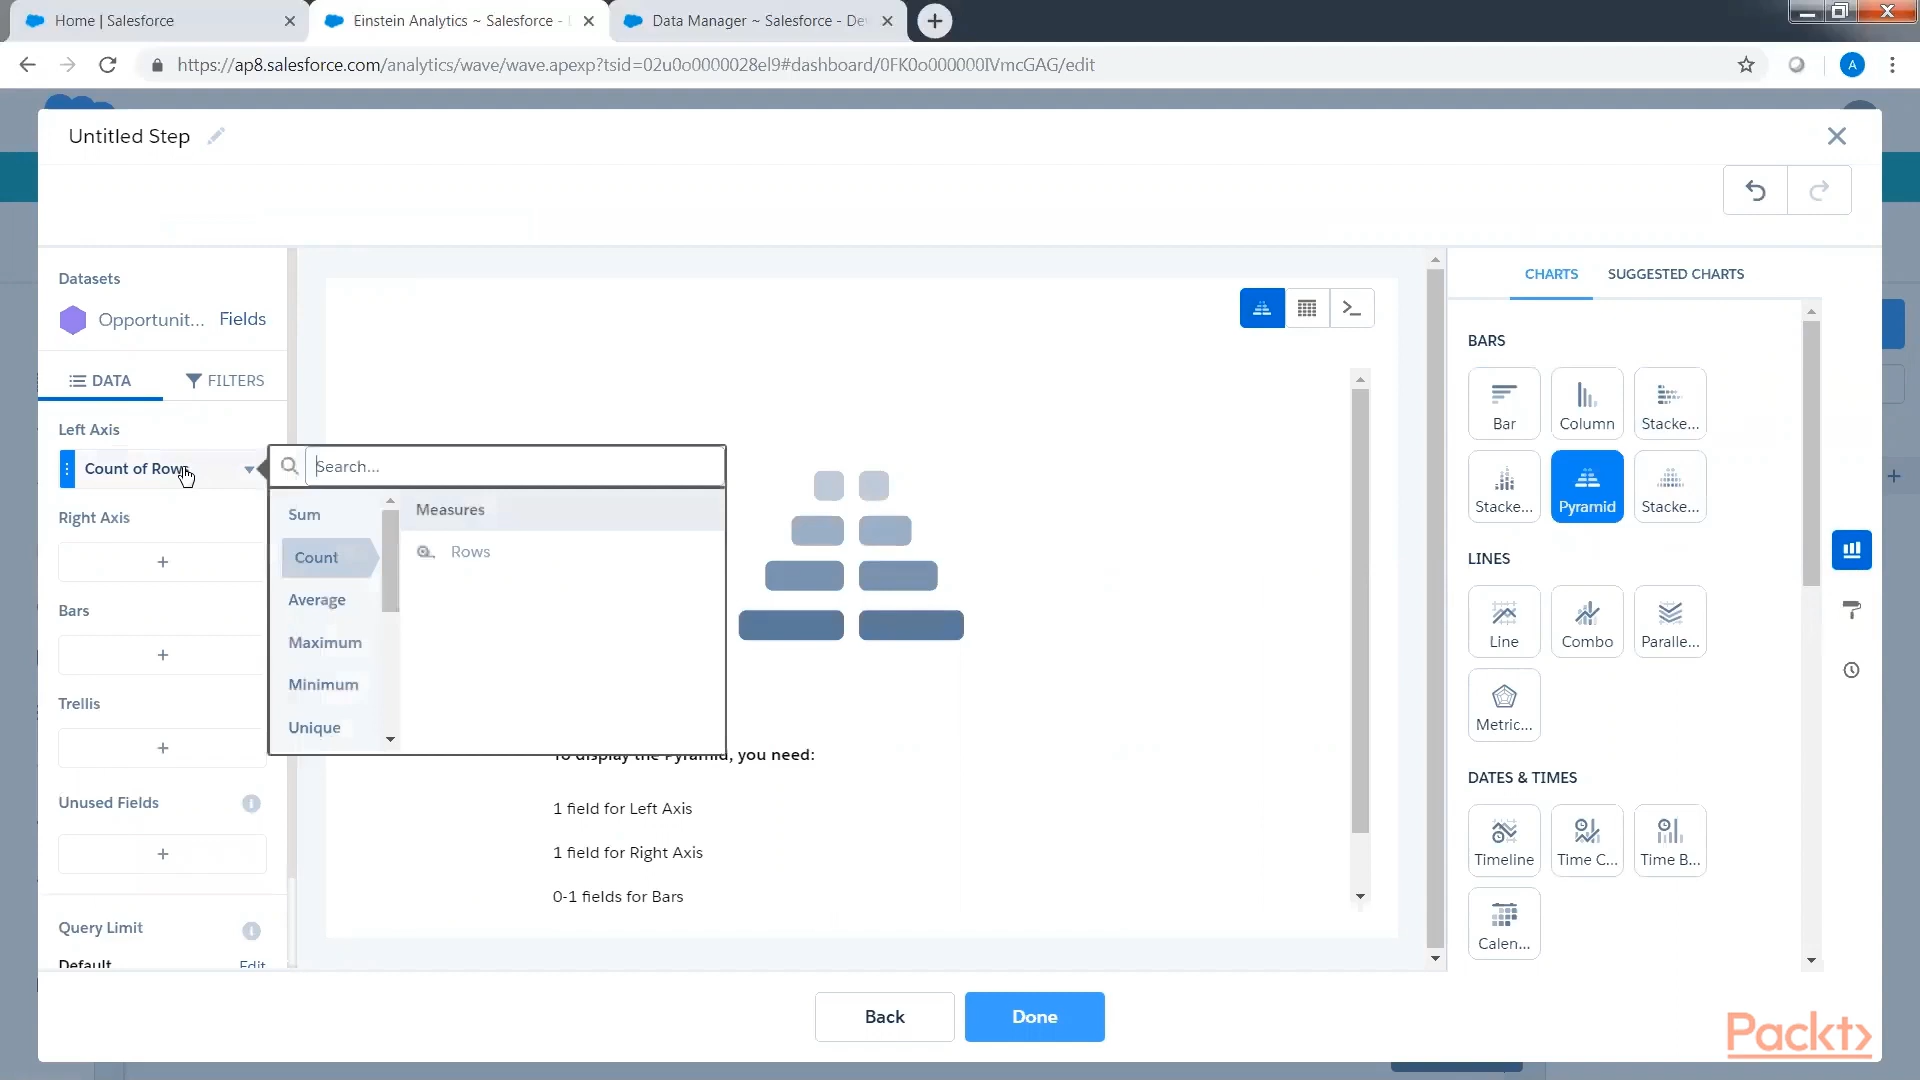 Home | Salesforce
Einstein Analytics ~ Salesforce -
Data Manager ~ Salesforce - De
https://ap8.salesforce.com/analytics/wave/wave.apexp?tsid=02u0o0000028el9#dashboard/0FK0o000000IVmcGAG/edit
A
Untitled Step
Datasets
Opportunit... Fields
DATA FILTERS
Left Axis
Count of Rows
Right Axis
+
Bars
+
Trellis
+
Unused Fields
+
Query Limit
Default Edit
Search...
Sum
Count
Average
Maximum
Minimum
Unique
Measures
Rows
To display the Pyramid, you need:
1 field for Left Axis
1 field for Right Axis
0-1 fields for Bars
CHARTS SUGGESTED CHARTS
BARS
Bar Column Stacke...
Stacke... Pyramid Stacke...
LINES
Line Combo Paralle...
Metric...
DATES & TIMES
Timeline Time C... Time B...
Calen...
Back Done
Packt>